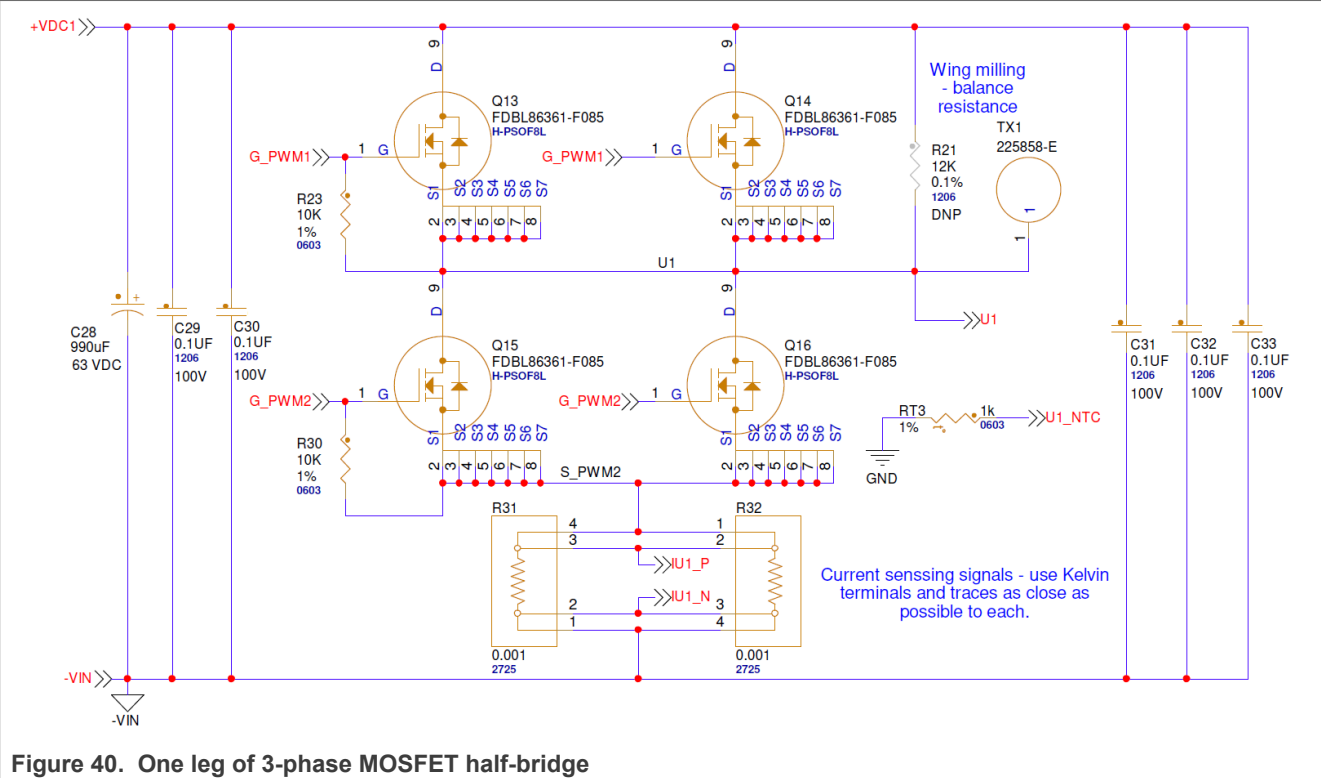 +VDC1
9
D
Q13
FDBL86361-F085
H-PSOF8L
G_PWM1
1
G
S1
S2
S3
S4
S5
S6
S7
2
3
4
5
6
7
8
R23
10K
1%
0603
9
D
Q14
FDBL86361-F085
H-PSOF8L
G_PWM1
1
G
S1
S2
S3
S4
S5
S6
S7
2
3
4
5
6
7
8
Wing milling
- balance
resistance
R21
12K
0.1%
1206
DNP
TX1
225858-E
1
1
U1
U1
C28
990uF
63 VDC
+
C29
0.1UF
1206
100V
C30
0.1UF
1206
100V
9
D
Q15
FDBL86361-F085
H-PSOF8L
G_PWM2
1
G
S1
S2
S3
S4
S5
S6
S7
2
3
4
5
6
7
8
R30
10K
1%
0603
9
D
Q16
FDBL86361-F085
H-PSOF8L
G_PWM2
1
G
S1
S2
S3
S4
S5
S6
S7
2
3
4
5
6
7
8
S_PWM2
C31
0.1UF
1206
100V
C32
0.1UF
1206
100V
C33
0.1UF
1206
100V
RT3
1%
1k
0603
U1_NTC
GND
R31
4
3
2
1
0.001
2725
IU1_P
IU1_N
R32
1
2
3
4
0.001
2725
Current senssing signals - use Kelvin
terminals and traces as close as
possible to each.
-VIN
-VIN
Figure 40. One leg of 3-phase MOSFET half-bridge